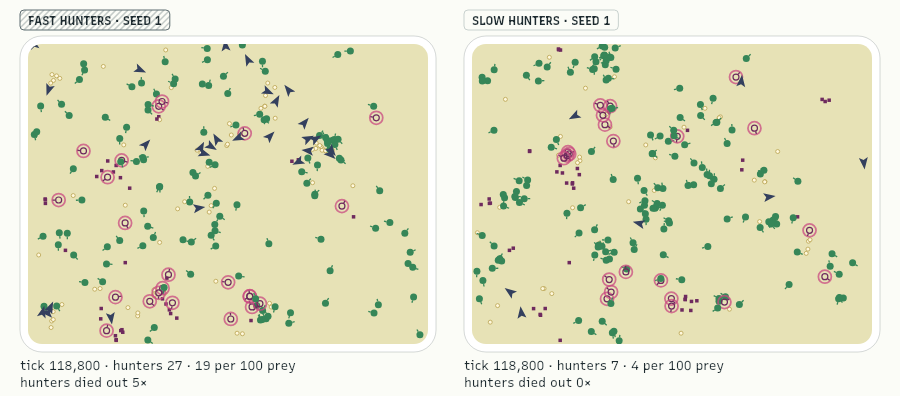 FAST HUNTERS · SEED 1
SLOW HUNTERS · SEED 1
tick 118,800 · hunters 27 · 19 per 100 prey
hunters died out 5×
tick 118,800 · hunters 7 · 4 per 100 prey
hunters died out 0×